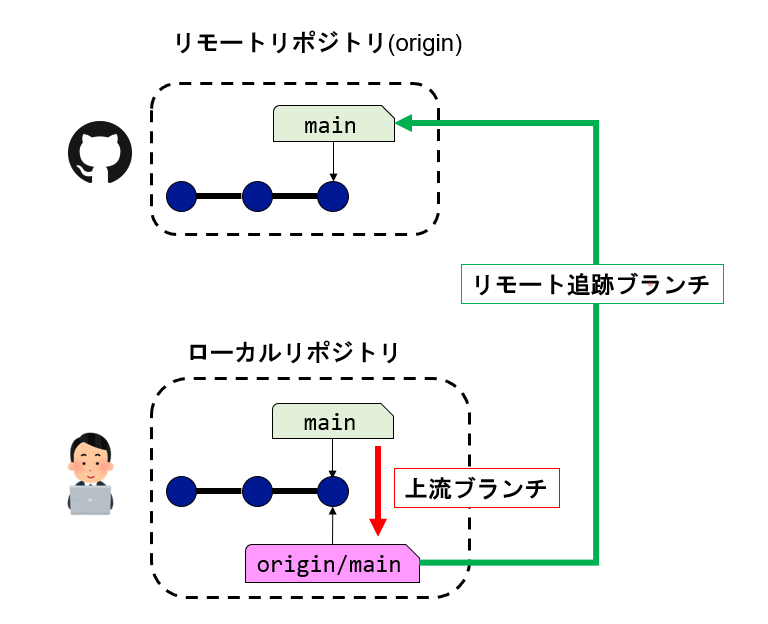 リモートリポジトリ(origin)
main
リモート追跡ブランチ
ローカルリポジトリ
main
上流ブランチ
origin/main